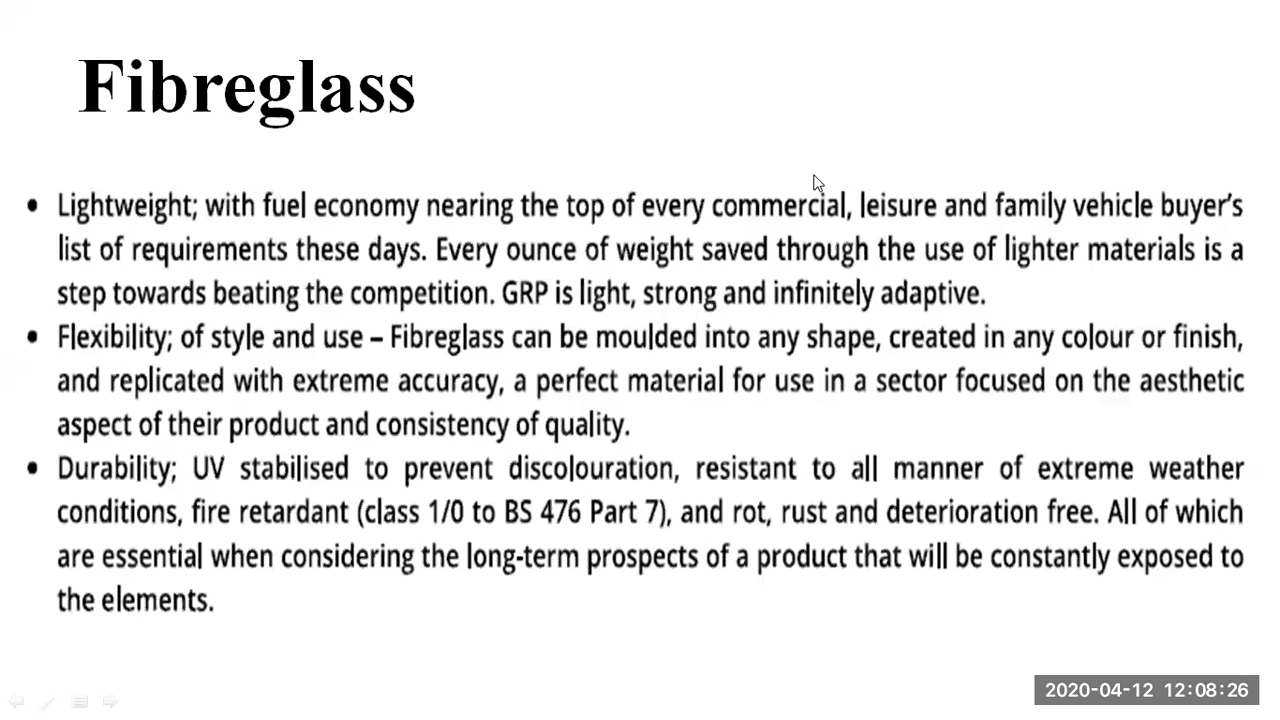 Fibreglass
• Lightweight; with fuel economy nearing the top of every commercial, leisure and family vehicle buyer's
list of requirements these days. Every ounce of weight saved through the use of lighter materials is a
step towards beating the competition. GRP is light, strong and infinitely adaptive.
• Flexibility; of style and use – Fibreglass can be moulded into any shape, created in any colour or finish,
and replicated with extreme accuracy, a perfect material for use in a sector focused on the aesthetic
aspect of their product and consistency of quality.
• Durability; UV stabilised to prevent discolouration, resistant to all manner of extreme weather
conditions, fire retardant (class 1/0 to BS 476 Part 7), and rot, rust and deterioration free. All of which
are essential when considering the long-term prospects of a product that will be constantly exposed to
the elements.
2020-04-12 12:08:26